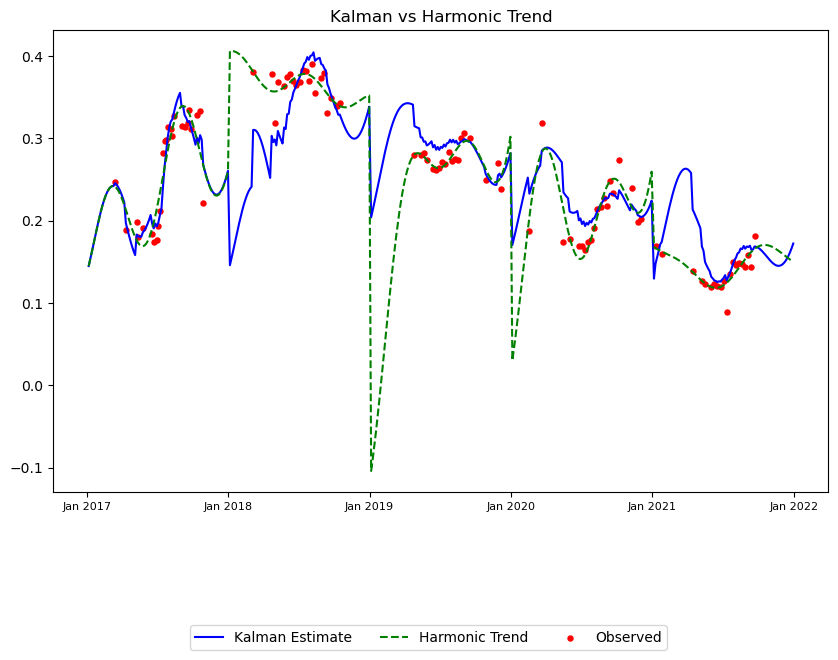 Kalman vs Harmonic Trend
0.4
0.3
0.2
0.1
0.0
−0.1
Jan 2017 Jan 2018 Jan 2019 Jan 2020 Jan 2021 Jan 2022
Kalman Estimate Harmonic Trend Observed